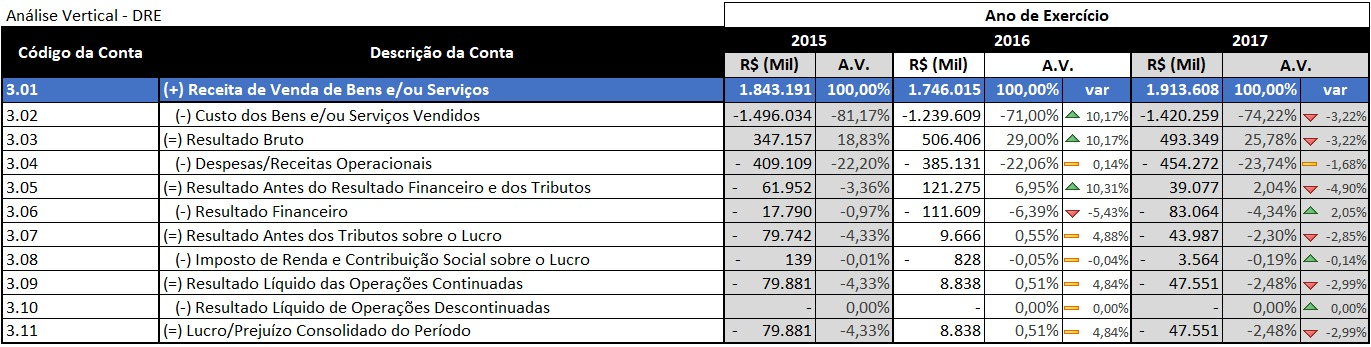 Análise Vertical - DRE Ano de Exercício
Código da Conta Descrição da Conta 2015 2016 2017
R$ (Mil) A.V. R$ (Mil) A.V. R$ (Mil) A.V.
3.01 (+) Receita de Venda de Bens e/ou Serviços 1.843.191 100,00% 1.746.015 100,00% var 1.913.608 100,00% var
3.02 (-) Custo dos Bens e/ou Serviços Vendidos -1.496.034 -81,17% -1.239.609 -71,00% 10,17% -1.420.259 -74,22% -3,22%
3.03 (=) Resultado Bruto 347.157 18,83% 506.406 29,00% 10,17% 493.349 25,78% -3,22%
3.04 (-) Despesas/Receitas Operacionais - 409.109 -22,20% - 385.131 -22,06% 0,14% - 454.272 -23,74% -1,68%
3.05 (=) Resultado Antes do Resultado Financeiro e dos Tributos - 61.952 -3,36% 121.275 6,95% 10,31% 39.077 2,04% -4,90%
3.06 (-) Resultado Financeiro - 17.790 -0,97% - 111.609 -6,39% -5,43% - 83.064 -4,34% 2,05%
3.07 (=) Resultado Antes dos Tributos sobre o Lucro - 79.742 -4,33% 9.666 0,55% 4,88% - 43.987 -2,30% -2,85%
3.08 (-) Imposto de Renda e Contribuição Social sobre o Lucro - 139 -0,01% - 828 -0,05% -0,04% - 3.564 -0,19% -0,14%
3.09 (=) Resultado Líquido das Operações Continuadas - 79.881 -4,33% 8.838 0,51% 4,84% - 47.551 -2,48% -2,99%
3.10 (-) Resultado Líquido de Operações Descontinuadas - 0,00% - 0,00% 0,00% - 0,00% 0,00%
3.11 (=) Lucro/Prejuízo Consolidado do Período - 79.881 -4,33% 8.838 0,51% 4,84% - 47.551 -2,48% -2,99%